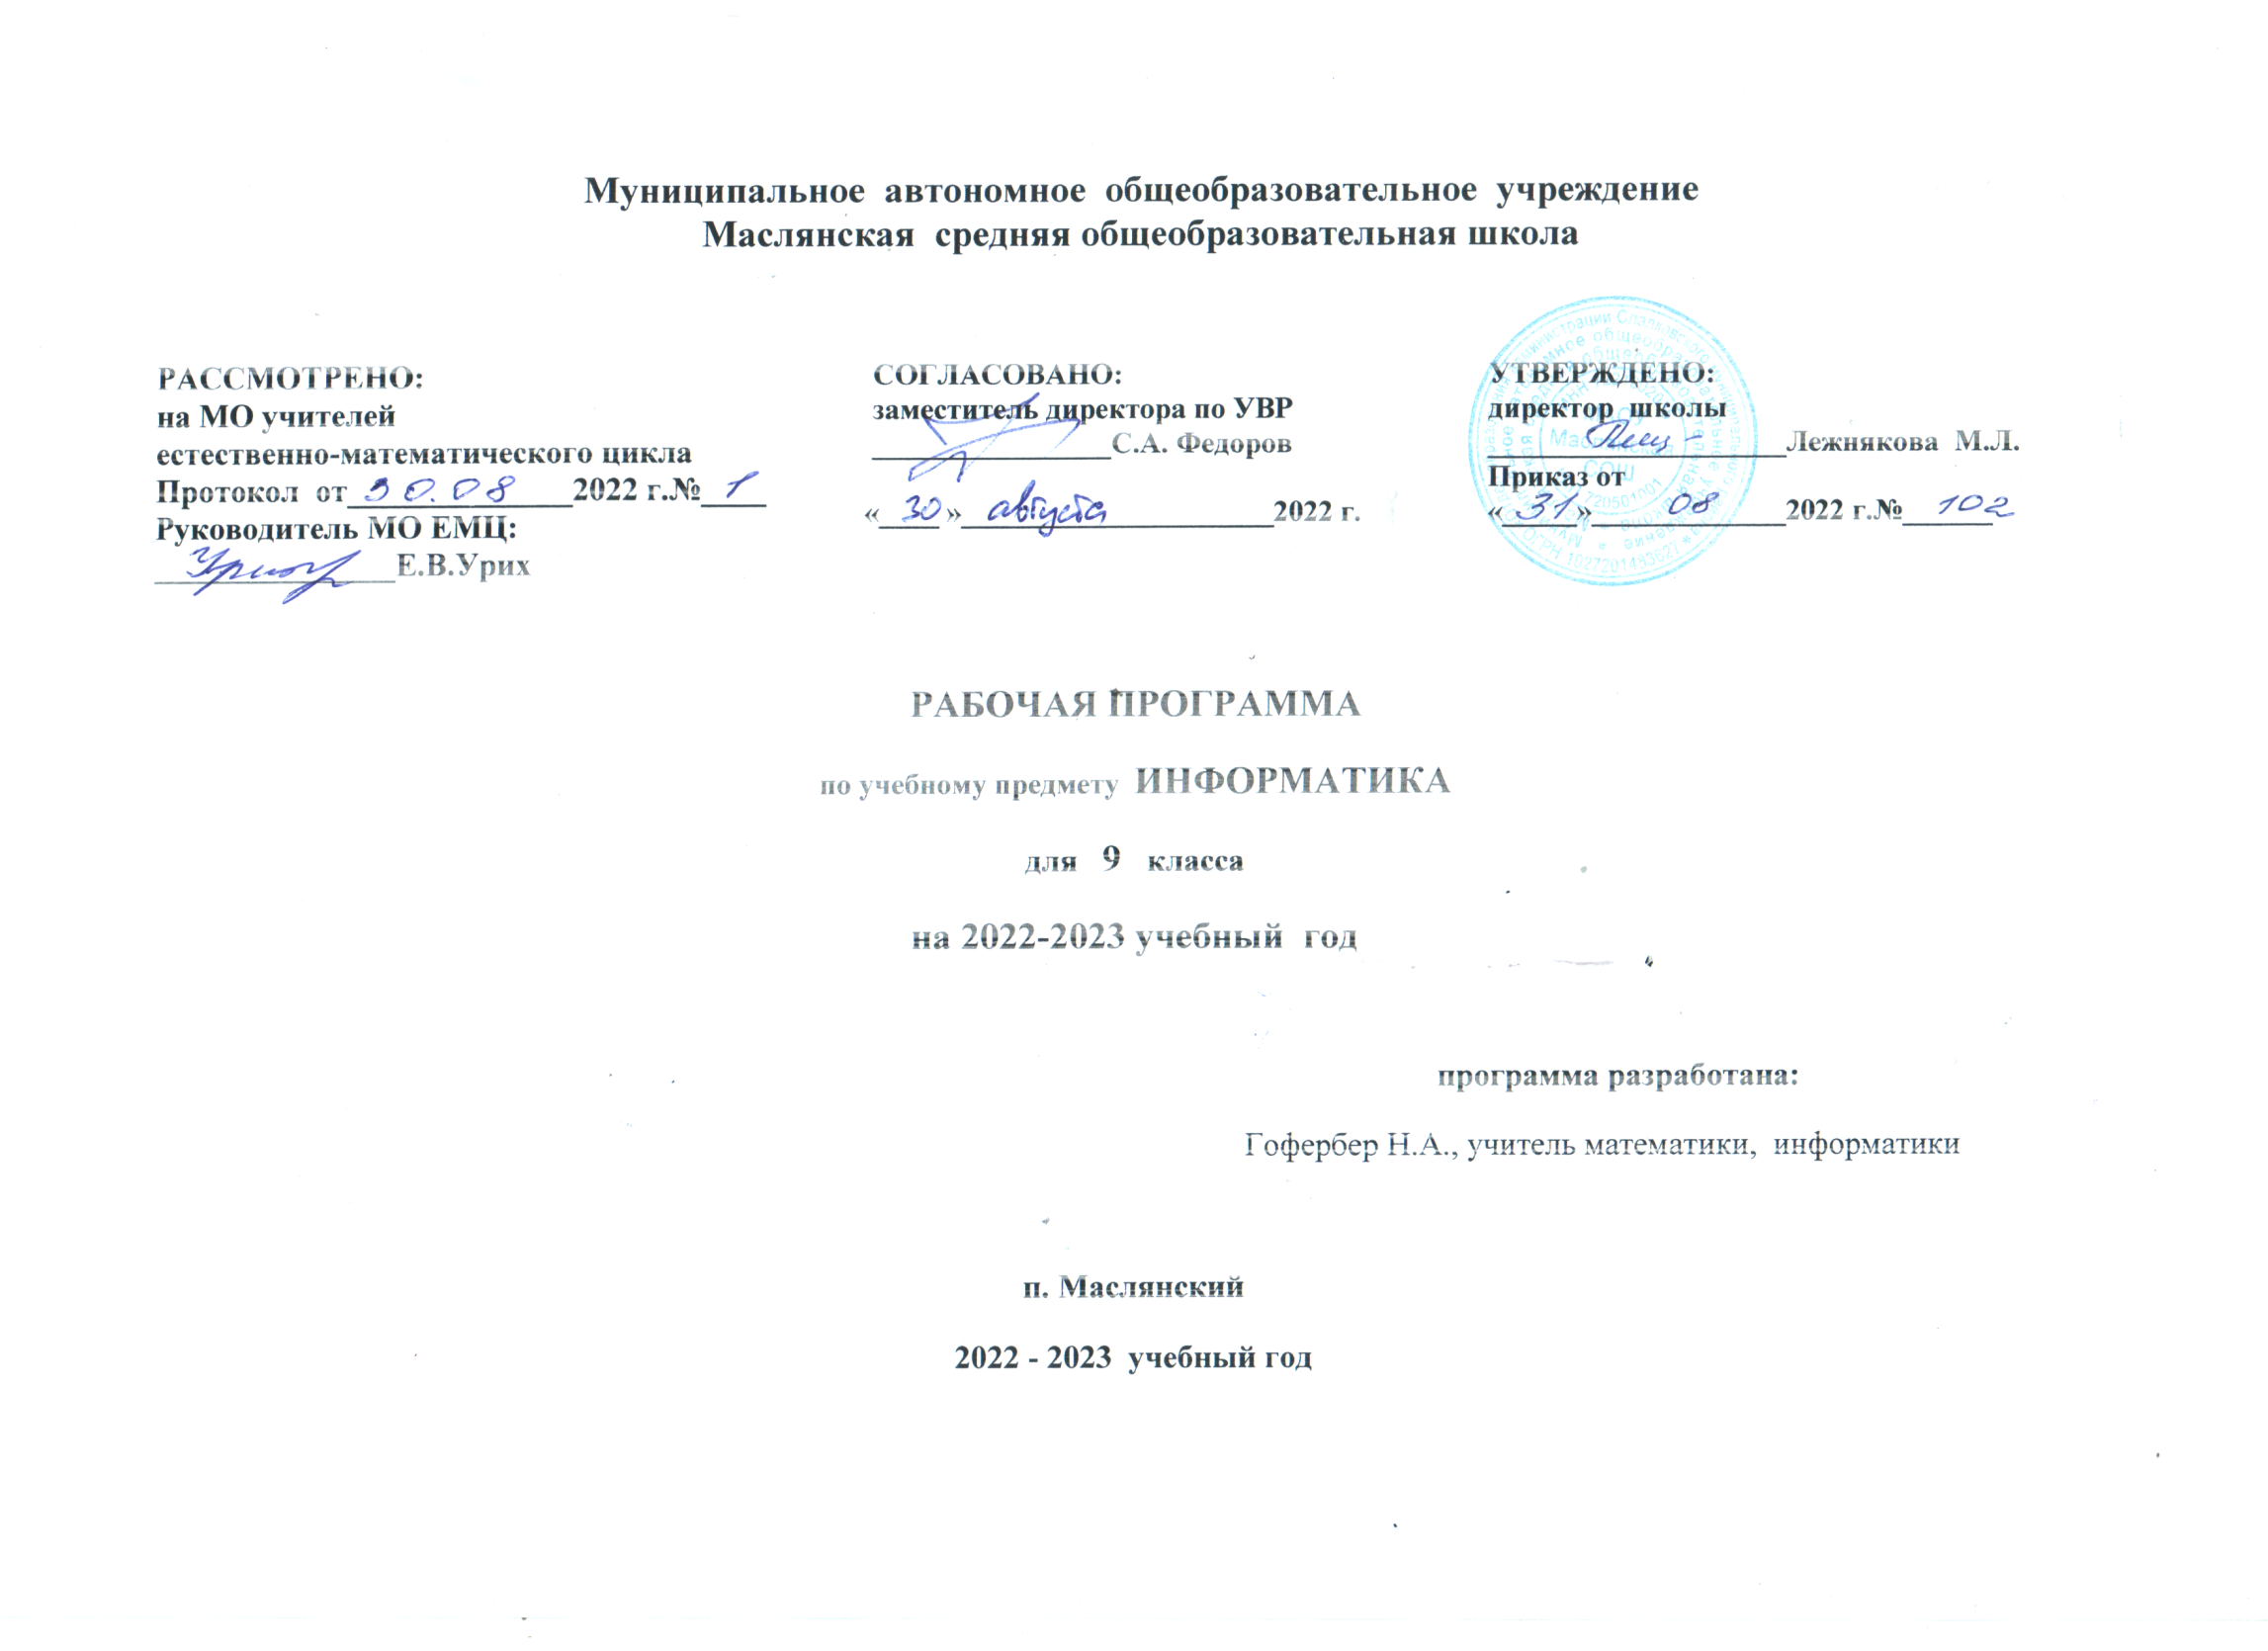 Муниципальное автономное общеобразовательное учреждение
Маслянская средняя общеобразовательная школа
РАССМОТРЕНО:
на МО учителей
естественно-математического цикла
Протокол от 30.08 2022 г.№ 1
Руководитель МО ЕМЦ:
Е.В.Урих
СОГЛАСОВАНО:
заместитель директора по УВР
С.А. Федоров
« 30 » августа 2022 г.
УТВЕРЖДЕНО:
директор школы
Лежнякова М.Л.
Приказ от
« 31 » 08 2022 г.№ 102
РАБОЧАЯ ПРОГРАММА
по учебному предмету ИНФОРМАТИКА
для 9 класса
на 2022-2023 учебный год
программа разработана:
Гофербер Н.А., учитель математики, информатики
п. Маслянский
2022 - 2023 учебный год